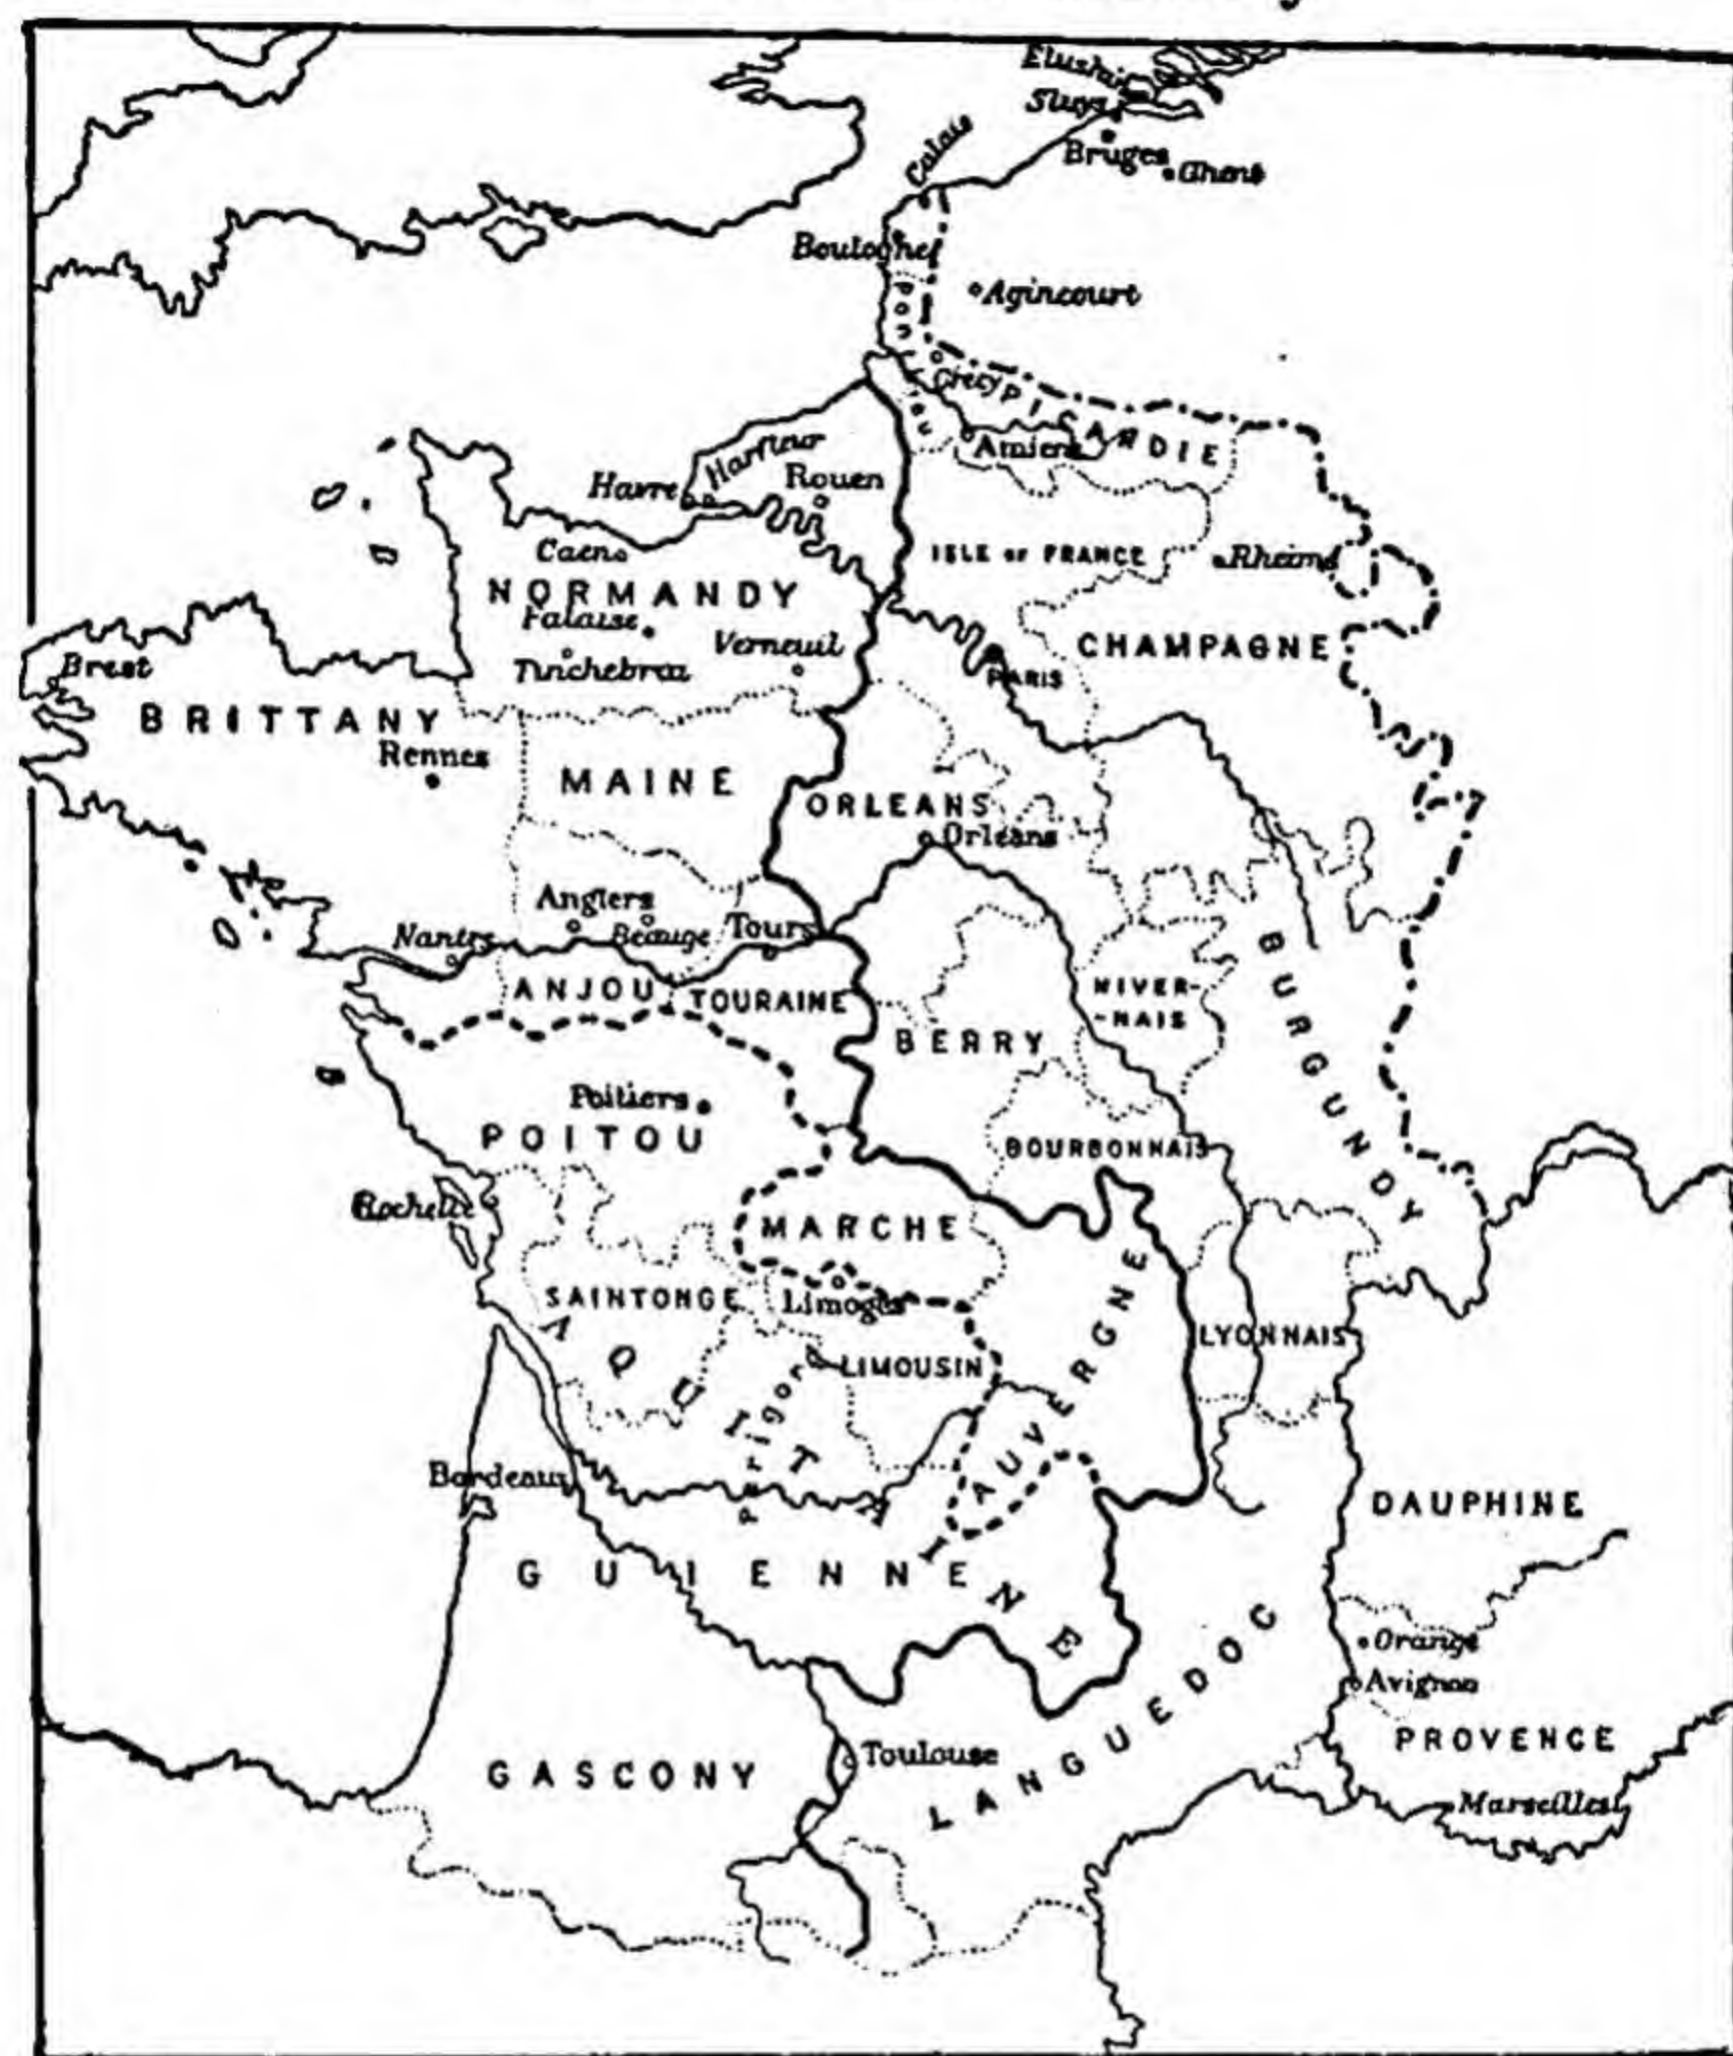 Sluys
Calais
Bruges
Ghent
Boulogne
Agincourt
Crecy
PICARDIE
Amiens
Harfleur
Havre
Rouen
Caen
ISLE OF FRANCE
Rheims
NORMANDY
Falaise
Verneuil
CHAMPAGNE
Brest
Tinchebrai
PARIS
BRITTANY
Rennes
MAINE
ORLEANS
Orleans
Angiers
Beauge
Tours
Nantes
ANJOU
TOURAINE
NIVER-
-NAIS
BURGUNDY
BERRY
Poitiers
POITOU
BOURBONNAIS
Rochelle
MARCHE
SAINTONGE
Limoges
LYONNAIS
AQUITAINE
LIMOUSIN
Perigord
AUVERGNE
Bordeaux
DAUPHINE
GUIENNE
Orange
Avignon
PROVENCE
Toulouse
GASCONY
LANGUEDOC
Marseilles